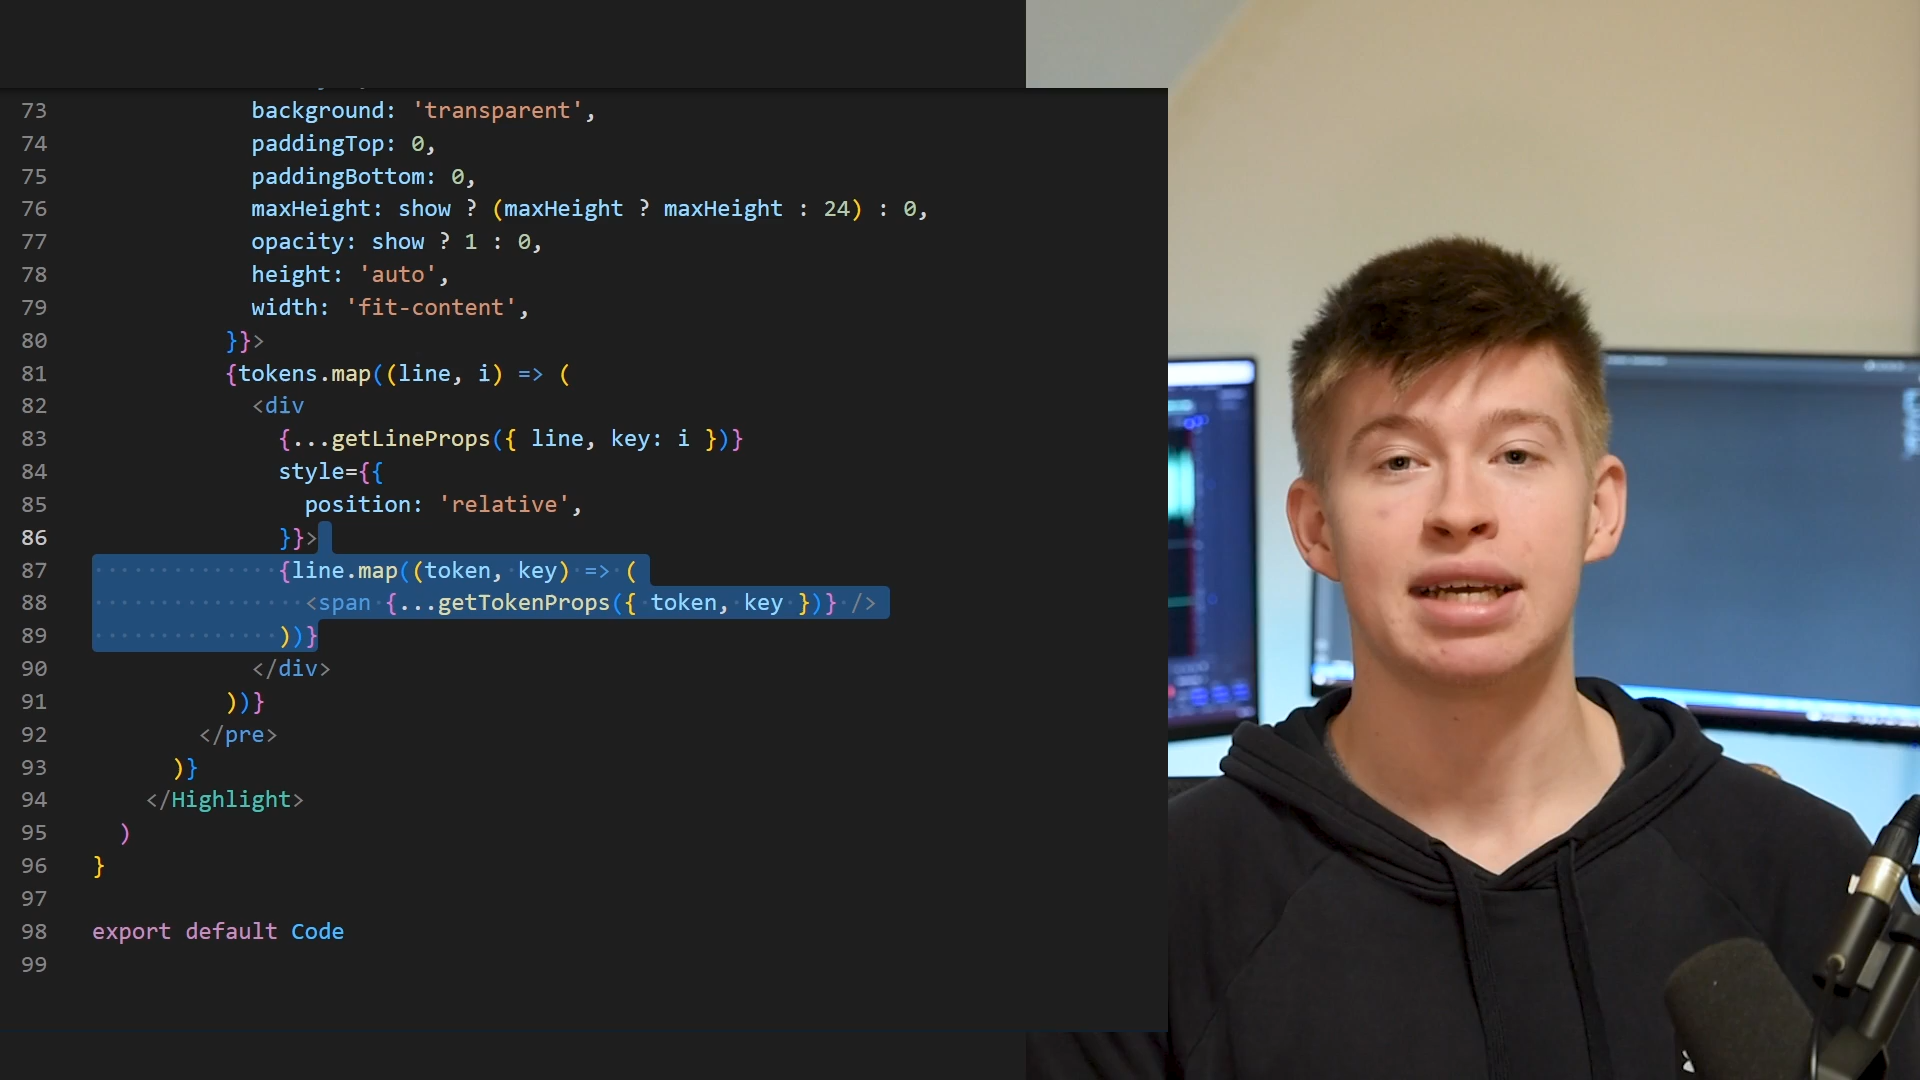 73 background: 'transparent',
74 paddingTop: 0,
75 paddingBottom: 0,
76 maxHeight: show ? (maxHeight ? maxHeight : 24) : 0,
77 opacity: show ? 1 : 0,
78 height: 'auto',
79 width: 'fit-content',
80 }}>
81 {tokens.map((line, i) => (
82 <div
83 {...getLineProps({ line, key: i })}
84 style={{
85 position: 'relative',
86 }}>
87 {line.map((token, key) => (
88 <span {...getTokenProps({ token, key })} />
89 ))}
90 </div>
91 ))}
92 </pre>
93 )}
94 </Highlight>
95 )
96 }
97
98 export default Code
99